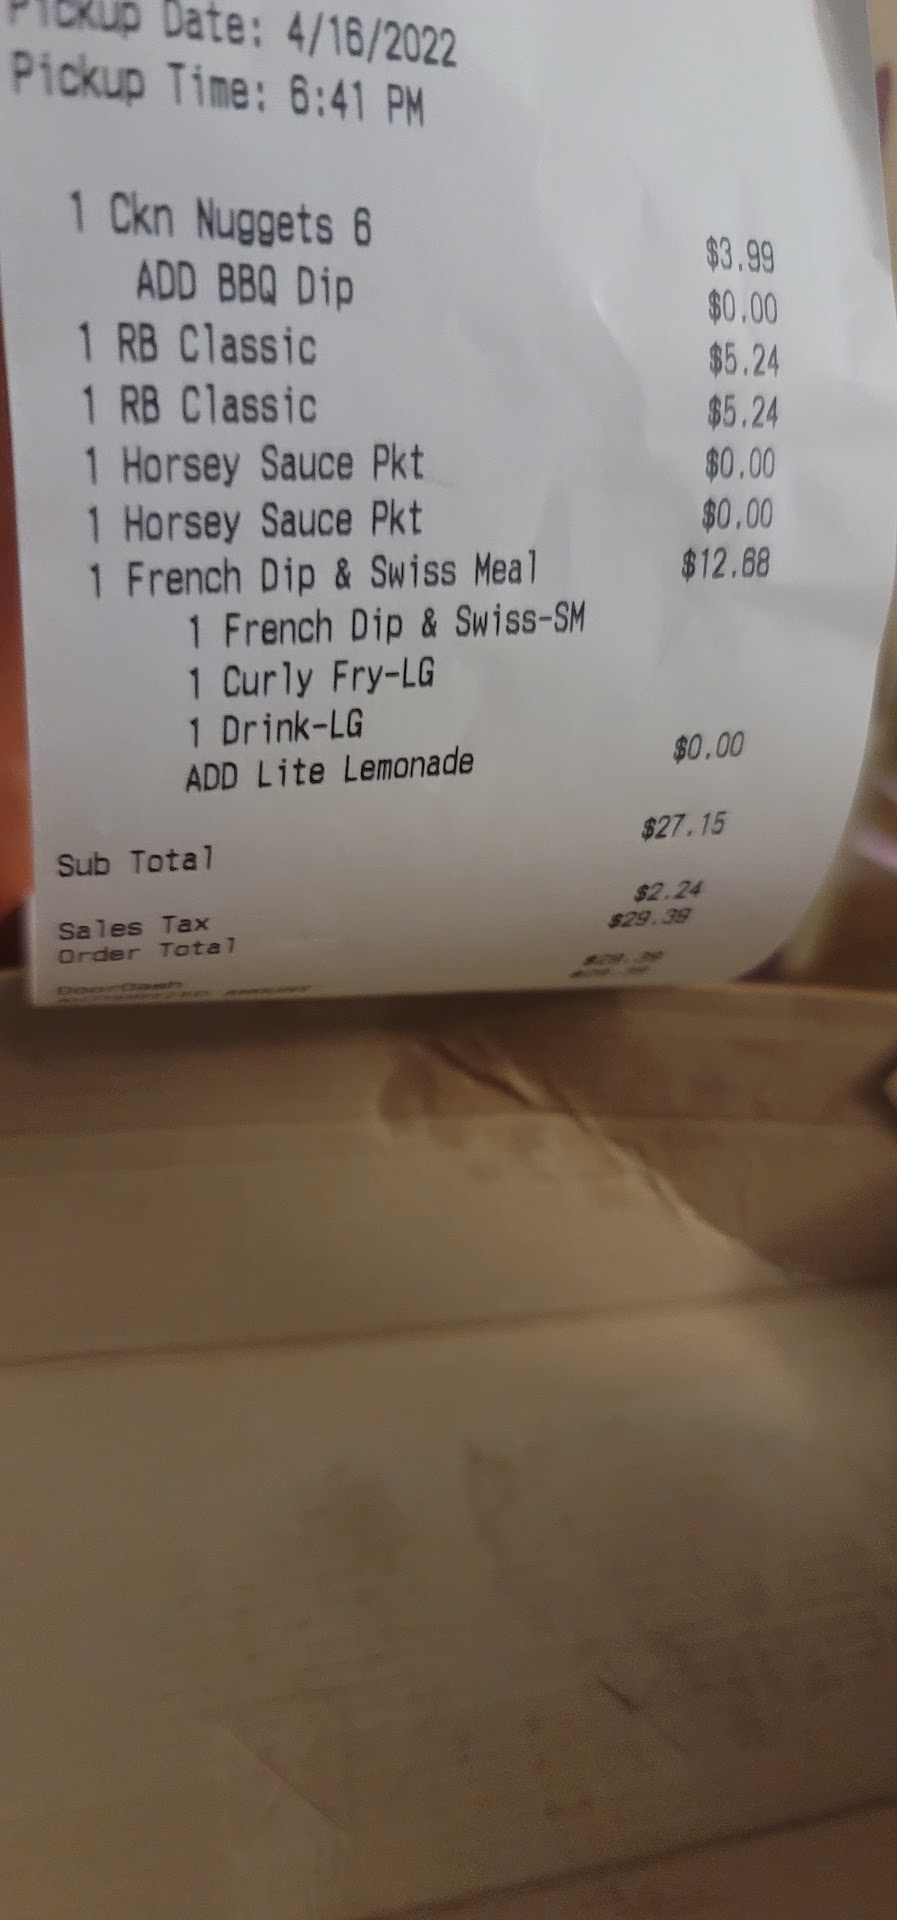 Pickup Date: 4/16/2022
Pickup Time: 6:41 PM
1 Ckn Nuggets 6 $3.99
ADD BBQ Dip $0.00
1 RB Classic $5.24
1 RB Classic $5.24
1 Horsey Sauce Pkt $0.00
1 Horsey Sauce Pkt $0.00
1 French Dip & Swiss Meal $12.68
1 French Dip & Swiss-SM
1 Curly Fry-LG
1 Drink-LG
ADD Lite Lemonade $0.00
Sub Total $27.15
Sales Tax $2.24
Order Total $29.39
DoorDash $29.39